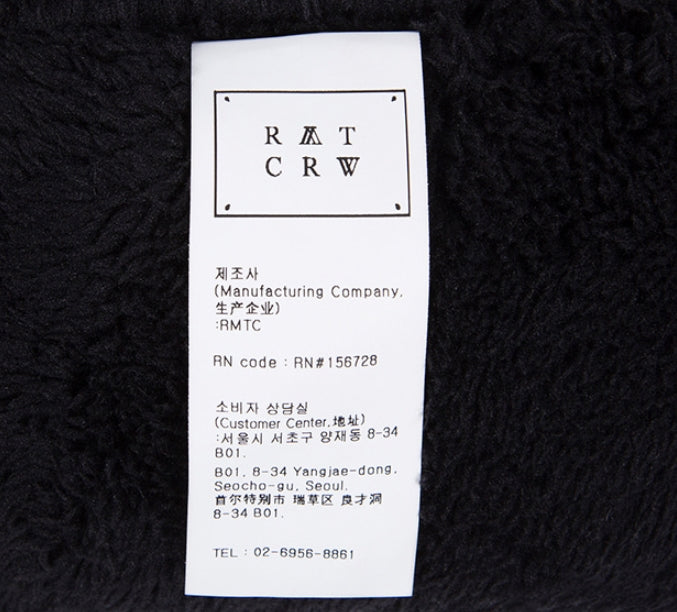 RMTCRW
제조사
(Manufacturing Company,
生产企业)
:RMTC
RN code : RN#156728
소비자 상담실
(Customer Center,地址)
:서울시 서초구 양재동 8-34
B01.
B01, 8-34 Yangjae-dong,
Seocho-gu, Seoul.
首尔特别市 瑞草区 良才洞
8-34 B01.
TEL : 02-6956-8861